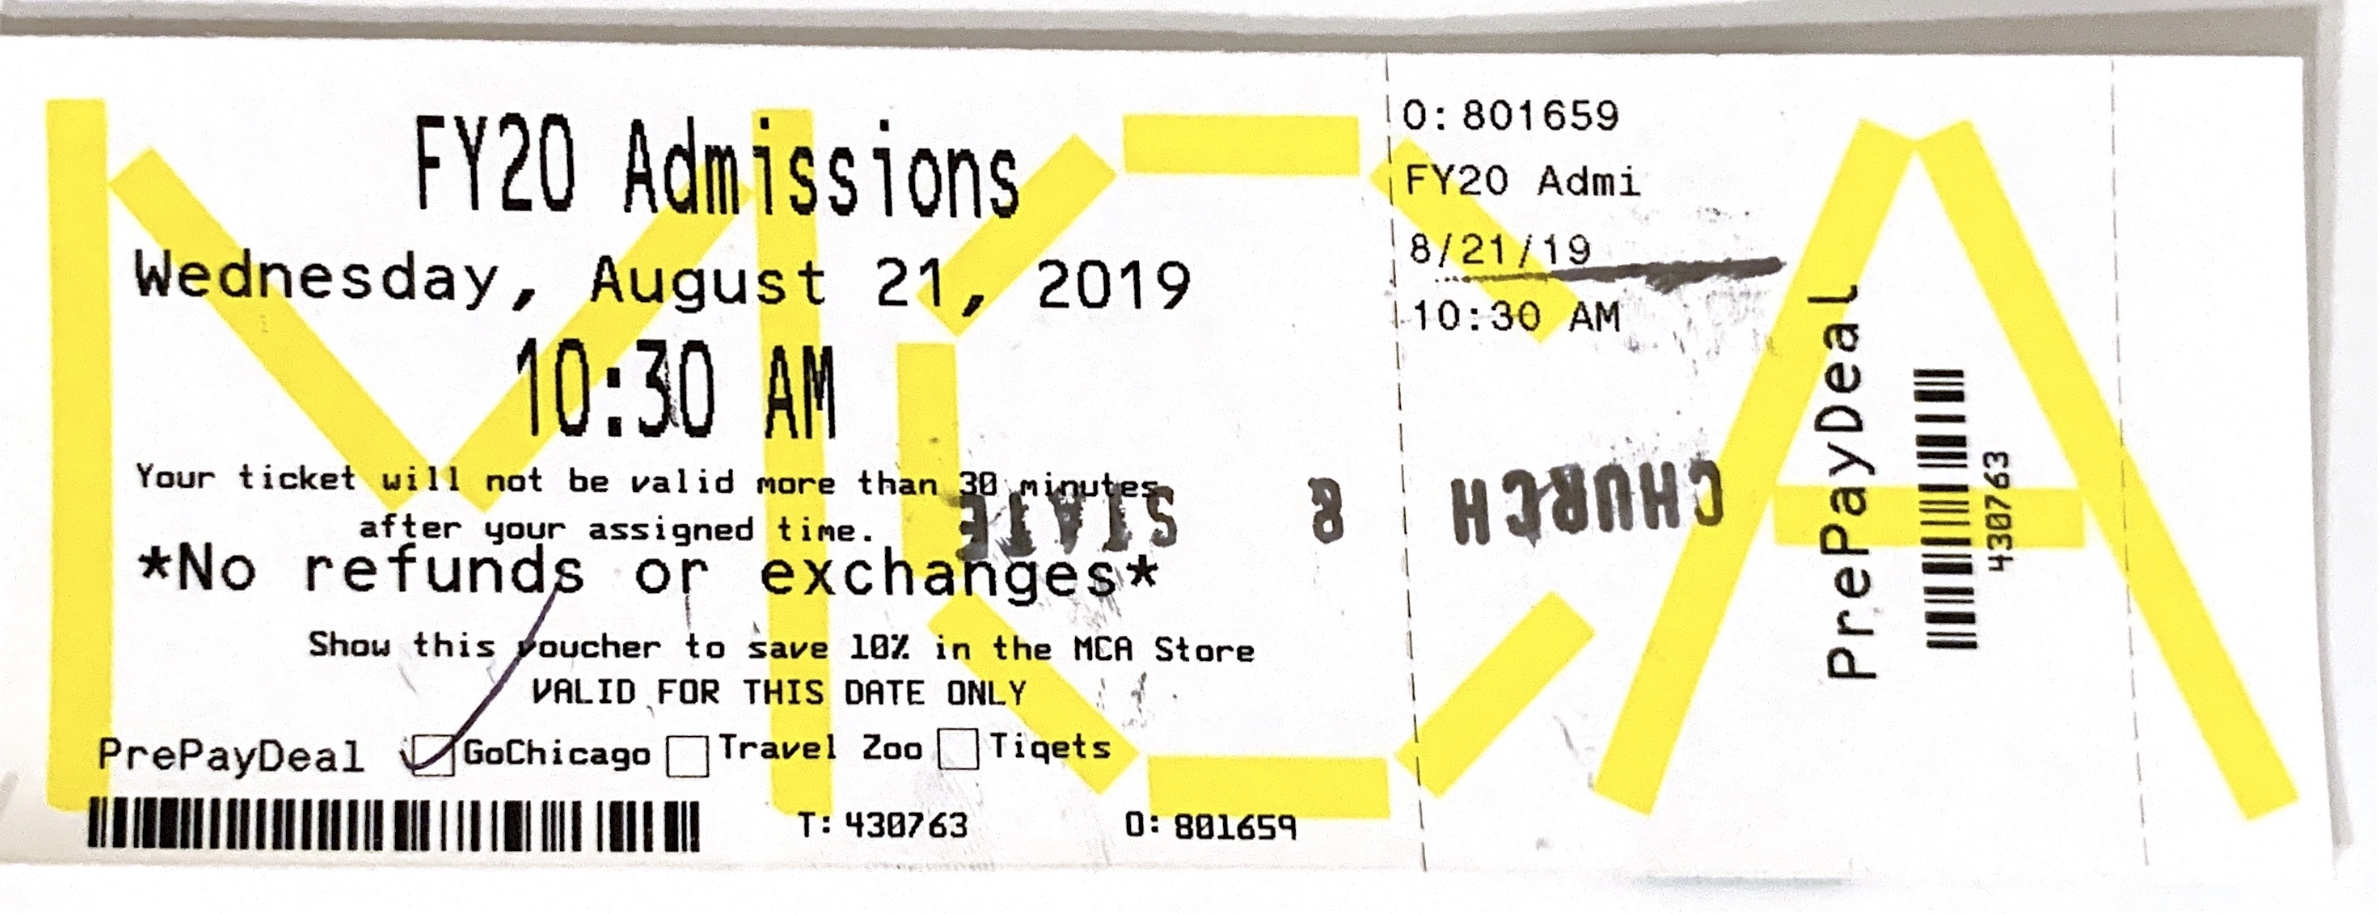 MCA
FY20 Admissions
Wednesday, August 21, 2019
10:30 AM
Your ticket will not be valid more than 30 minutes
after your assigned time.
*No refunds or exchanges*
Show this voucher to save 10% in the MCA Store
VALID FOR THIS DATE ONLY
PrePayDeal GoChicago Travel Zoo Tiqets
T: 430763 O: 801659
CHURCH & STATE
O: 801659
FY20 Admi
8/21/19
10:30 AM
PrePayDeal
430763